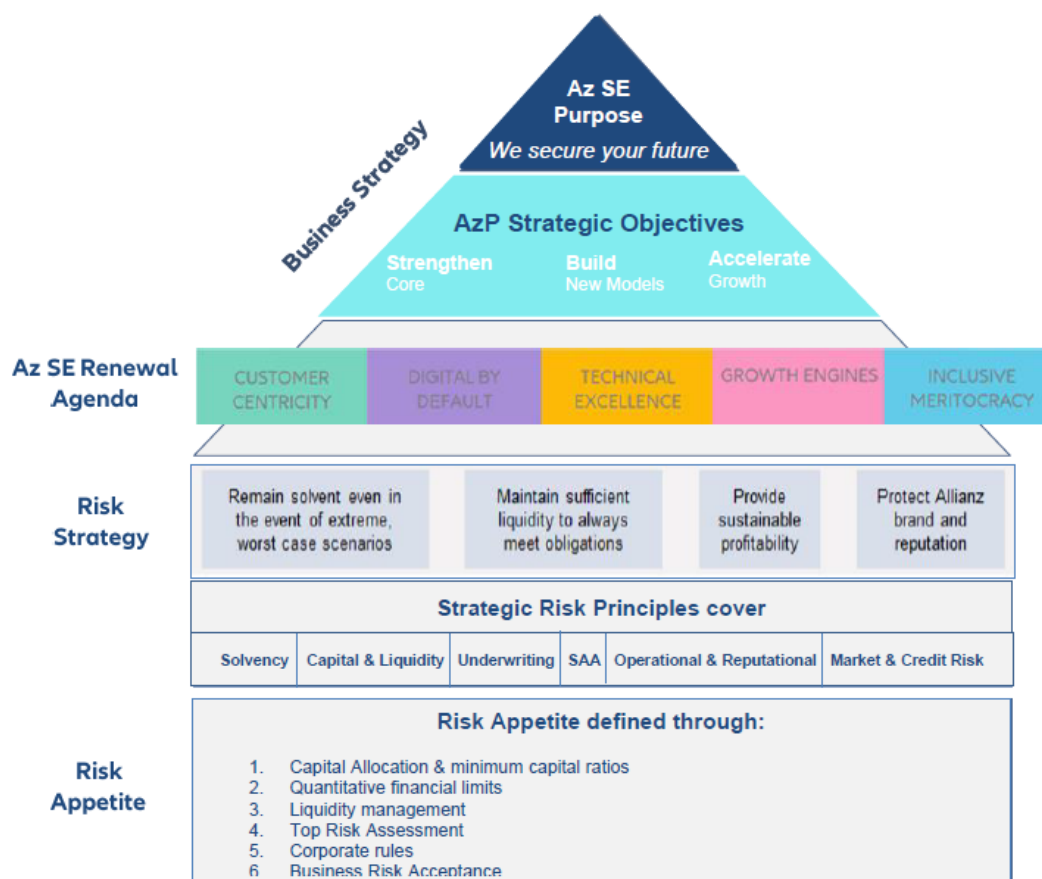 Az SE
Purpose
We secure your future
Business Strategy
AzP Strategic Objectives
Strengthen
Core
Build
New Models
Accelerate
Growth
Az SE Renewal
Agenda
CUSTOMER
CENTRICITY
DIGITAL BY
DEFAULT
TECHNICAL
EXCELLENCE
GROWTH ENGINES
INCLUSIVE
MERITOCRACY
Risk
Strategy
Remain solvent even in
the event of extreme,
worst case scenarios
Maintain sufficient
liquidity to always
meet obligations
Provide
sustainable
profitability
Protect Allianz
brand and
reputation
Strategic Risk Principles cover
Solvency
Capital & Liquidity
Underwriting
SAA
Operational & Reputational
Market & Credit Risk
Risk
Appetite
Risk Appetite defined through:
1. Capital Allocation & minimum capital ratios
2. Quantitative financial limits
3. Liquidity management
4. Top Risk Assessment
5. Corporate rules
6 Business Risk Acceptance